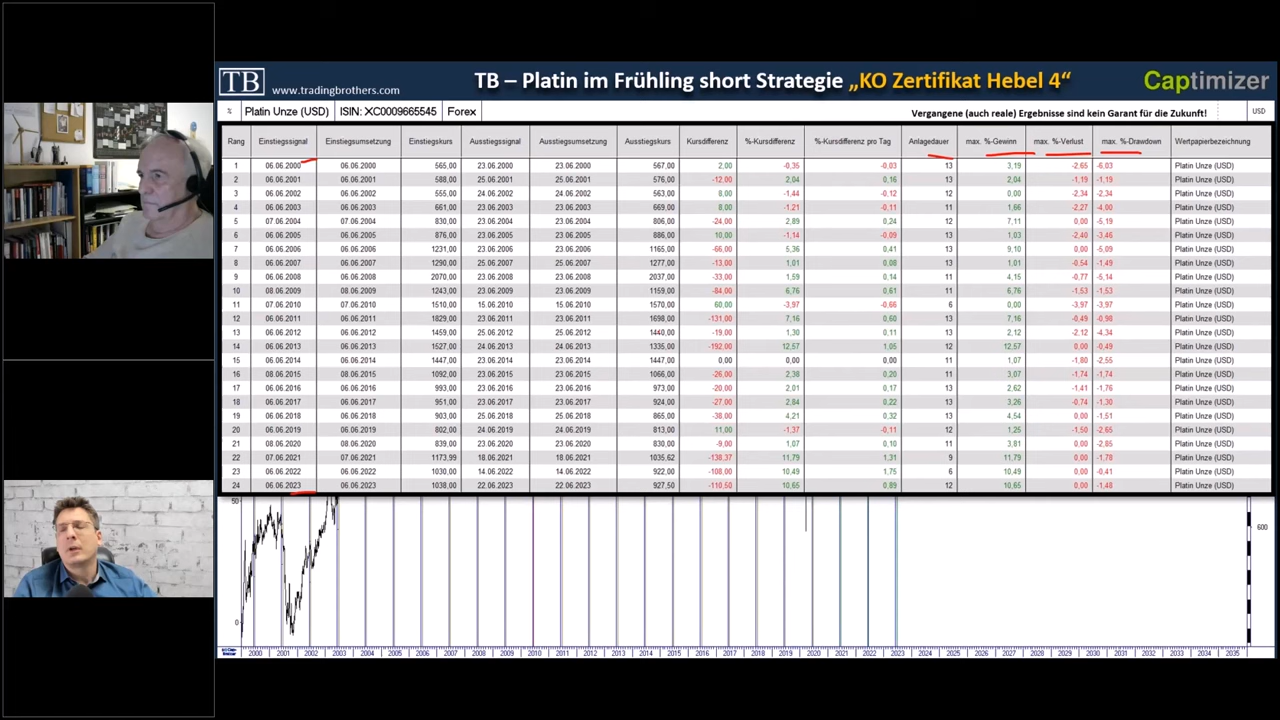 TB – Platin im Frühling short Strategie „KO Zertifikat Hebel 4“
TB www.tradingbrothers.com
Captimizer
% Platin Unze (USD) ISIN: XC0009665545 Forex Vergangene (auch reale) Ergebnisse sind kein Garant für die Zukunft! USD
Rang Einstiegssignal Einstiegsumsetzung Einstiegskurs Ausstiegssignal Ausstiegsumsetzung Ausstiegskurs Kursdifferenz %-Kursdifferenz %-Kursdifferenz pro Tag Anlagedauer max. %-Gewinn max. %-Verlust max. %-Drawdown Wertpapierbezeichnung
1 06.06.2000 06.06.2000 565,00 23.06.2000 23.06.2000 567,00 2,00 -0,35 -0,03 13 3,19 -2,65 -6,03 Platin Unze (USD)
2 06.06.2001 06.06.2001 588,00 25.06.2001 25.06.2001 576,00 -12,00 2,04 0,16 13 2,04 -1,19 -1,19 Platin Unze (USD)
3 06.06.2002 06.06.2002 555,00 24.06.2002 24.06.2002 563,00 8,00 -1,44 -0,12 12 0,00 -2,34 -2,34 Platin Unze (USD)
4 06.06.2003 06.06.2003 661,00 23.06.2003 23.06.2003 669,00 8,00 -1,21 -0,11 11 1,66 -2,27 -4,00 Platin Unze (USD)
5 07.06.2004 07.06.2004 830,00 23.06.2004 23.06.2004 806,00 -24,00 2,89 0,24 12 7,11 0,00 -5,19 Platin Unze (USD)
6 06.06.2005 06.06.2005 876,00 23.06.2005 23.06.2005 886,00 10,00 -1,14 -0,09 13 1,03 -2,40 -3,46 Platin Unze (USD)
7 06.06.2006 06.06.2006 1231,00 23.06.2006 23.06.2006 1165,00 -66,00 5,36 0,41 13 9,10 0,00 -5,09 Platin Unze (USD)
8 06.06.2007 06.06.2007 1290,00 25.06.2007 25.06.2007 1277,00 -13,00 1,01 0,08 13 1,01 -0,54 -1,49 Platin Unze (USD)
9 06.06.2008 06.06.2008 2070,00 23.06.2008 23.06.2008 2037,00 -33,00 1,59 0,14 11 4,15 -0,77 -5,14 Platin Unze (USD)
10 08.06.2009 08.06.2009 1243,00 23.06.2009 23.06.2009 1159,00 -84,00 6,76 0,61 11 6,76 -1,53 -1,53 Platin Unze (USD)
11 07.06.2010 07.06.2010 1510,00 15.06.2010 15.06.2010 1570,00 60,00 -3,97 -0,66 6 0,00 -3,97 -3,97 Platin Unze (USD)
12 06.06.2011 06.06.2011 1829,00 23.06.2011 23.06.2011 1698,00 -131,00 7,16 0,60 12 7,16 -0,49 -0,98 Platin Unze (USD)
13 06.06.2012 06.06.2012 1459,00 25.06.2012 25.06.2012 1440,00 -19,00 1,30 0,11 12 2,12 -2,12 -4,34 Platin Unze (USD)
14 06.06.2013 06.06.2013 1527,00 24.06.2013 24.06.2013 1335,00 -192,00 12,57 1,05 12 12,57 0,00 -0,49 Platin Unze (USD)
15 06.06.2014 06.06.2014 1447,00 23.06.2014 23.06.2014 1447,00 0,00 0,00 0,00 11 1,07 -1,80 -2,55 Platin Unze (USD)
16 08.06.2015 08.06.2015 1092,00 23.06.2015 23.06.2015 1066,00 -26,00 2,38 0,20 11 3,07 -1,74 -1,74 Platin Unze (USD)
17 06.06.2016 06.06.2016 993,00 23.06.2016 23.06.2016 973,00 -20,00 2,01 0,17 13 2,62 -1,41 -1,76 Platin Unze (USD)
18 06.06.2017 06.06.2017 951,00 23.06.2017 23.06.2017 924,00 -27,00 2,84 0,22 13 3,26 -0,74 -1,30 Platin Unze (USD)
19 06.06.2018 06.06.2018 903,00 25.06.2018 25.06.2018 865,00 -38,00 4,21 0,32 13 4,54 0,00 -1,51 Platin Unze (USD)
20 06.06.2019 06.06.2019 802,00 24.06.2019 24.06.2019 813,00 11,00 -1,37 -0,11 12 1,25 -1,50 -2,65 Platin Unze (USD)
21 08.06.2020 08.06.2020 839,00 23.06.2020 23.06.2020 830,00 -9,00 1,07 0,10 11 3,81 0,00 -2,85 Platin Unze (USD)
22 07.06.2021 07.06.2021 1173,99 18.06.2021 18.06.2021 1035,62 -138,37 11,79 1,31 9 11,79 0,00 -1,78 Platin Unze (USD)
23 06.06.2022 06.06.2022 1030,00 14.06.2022 14.06.2022 922,00 -108,00 10,49 1,75 6 10,49 0,00 -0,41 Platin Unze (USD)
24 06.06.2023 06.06.2023 1038,00 22.06.2023 22.06.2023 927,50 -110,50 10,65 0,89 12 10,65 0,00 -1,48 Platin Unze (USD)
50
600
0
2000 2001 2002 2003 2004 2005 2006 2007 2008 2009 2010 2011 2012 2013 2014 2015 2016 2017 2018 2019 2020 2021 2022 2023 2024 2025 2026 2027 2028 2030 2031 2032 2033 2034 2035